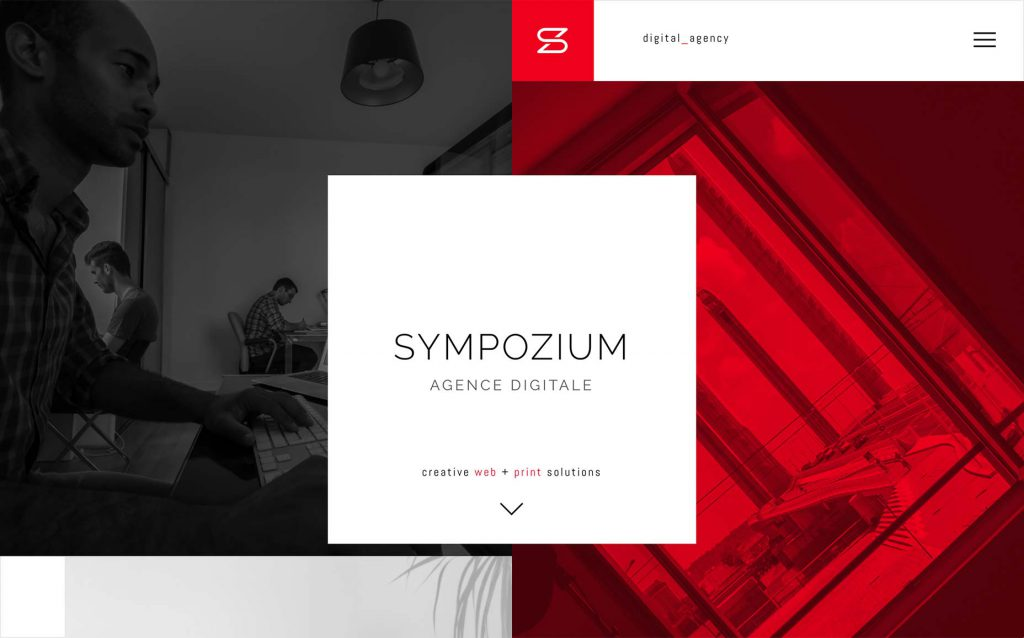 digital_agency
SYMPOZIUM
AGENCE DIGITALE
creative web + print solutions